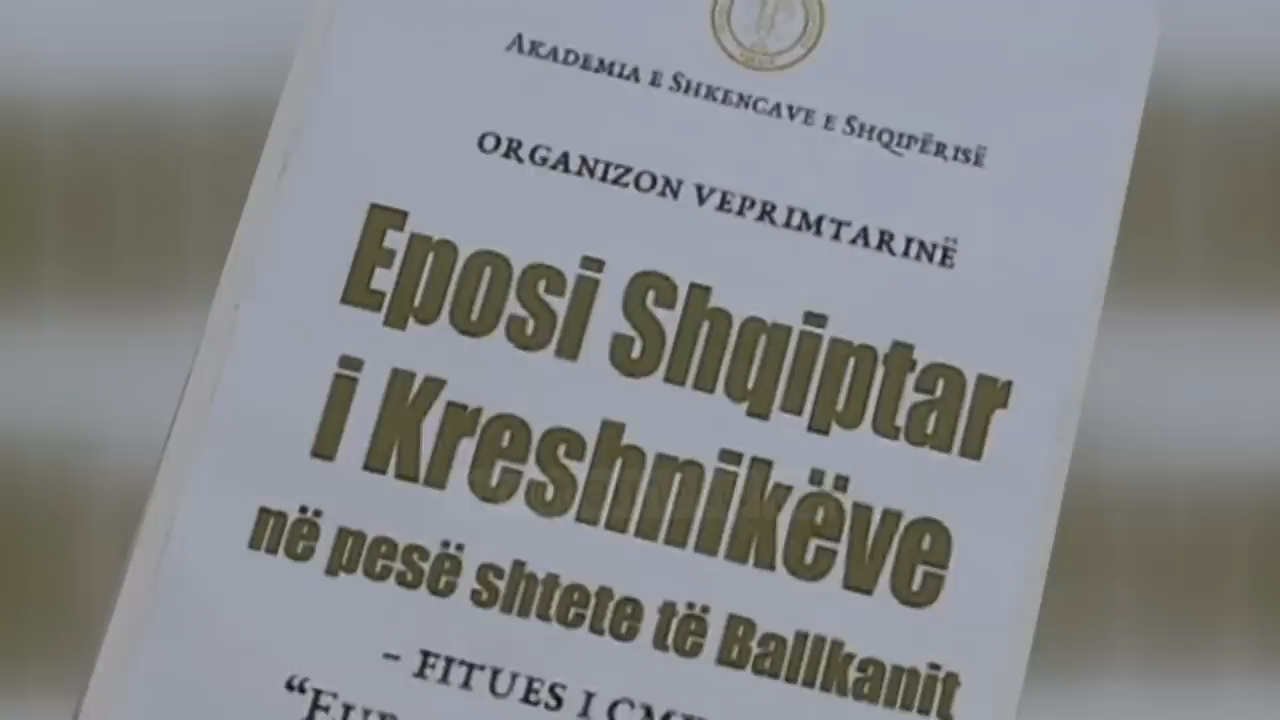 AKADEMIA E SHKENCAVE E SHQIPËRISË
ORGANIZON VEPRIMTARINË
Eposi Shqiptar
i Kreshnikëve
në pesë shtete të Ballkanit
– FITUES I